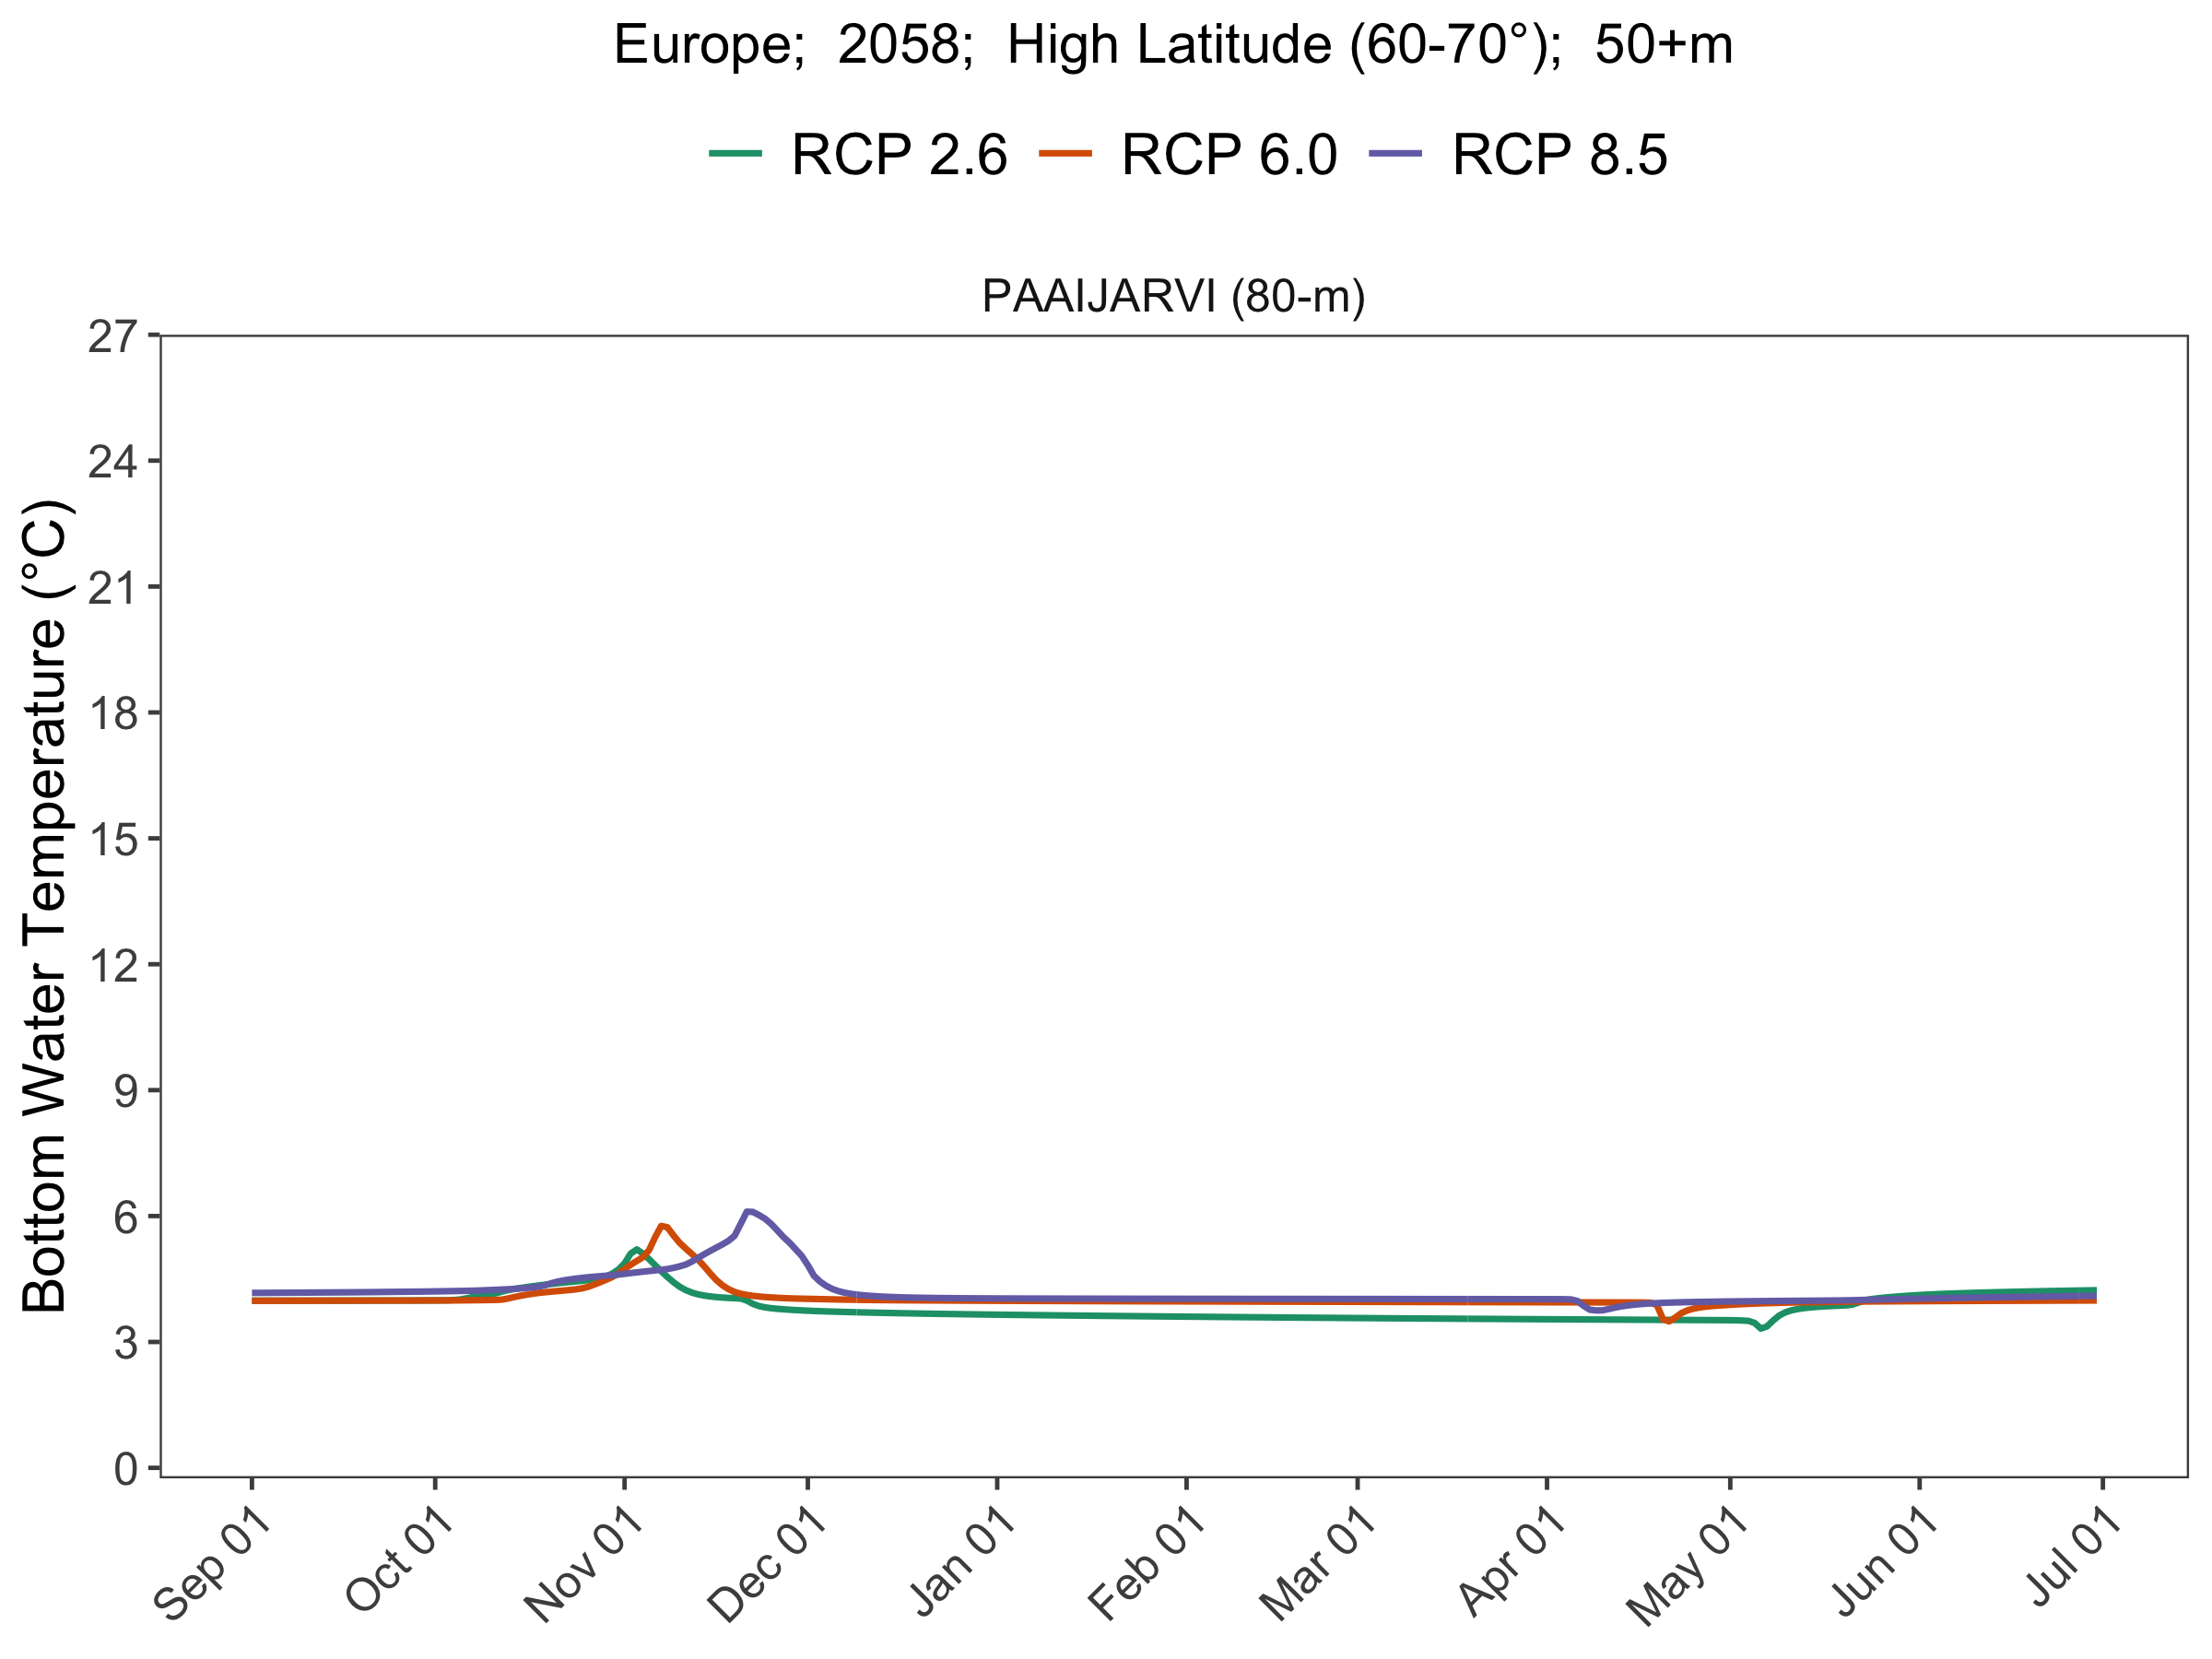 Europe;  2058;  High Latitude (60-70°);  50+m
RCP 2.6 RCP 6.0 RCP 8.5
PAAIJARVI (80-m)
Bottom Water Temperature (°C)
27
24
21
18
15
12
9
6
3
0
Sep 01
Oct 01
Nov 01
Dec 01
Jan 01
Feb 01
Mar 01
Apr 01
May 01
Jun 01
Jul 01